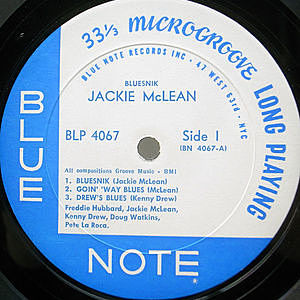 33⅓ MICROGROOVE LONG PLAYING
BLUE NOTE RECORDS INC · 47 WEST 63rd · NYC
BLUESNIK
JACKIE McLEAN
BLP 4067 Side 1
(BN 4067-A)
All compositions Groove Music - BMI
1. BLUESNIK (Jackie McLean)
2. GOIN' 'WAY BLUES (McLean)
3. DREW'S BLUES (Kenny Drew)
Freddie Hubbard, Jackie McLean,
Kenny Drew, Doug Watkins,
Pete La Roca.
BLUE
NOTE ®